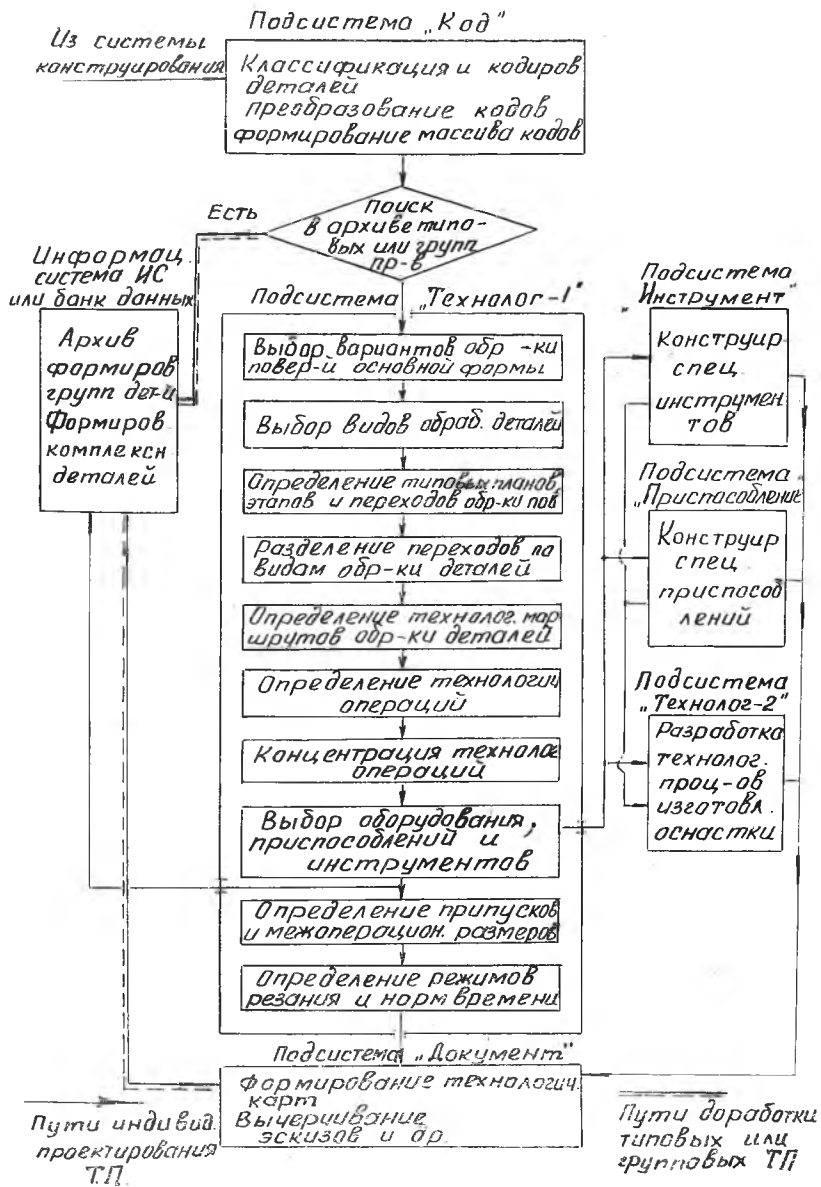 Подсистема „Код"
Из системы
конструирования
Классификация и кодиров
деталей
преобразование кодов
формирование массива кодов
Есть
Поиск
в архиве типо-
вых или групп
пр-в
Информац.
система ИС
или банк данных
Архив
формиров
групп дет-й
Формиров
комплексн
деталей
Подсистема „Технолог-1"
Выбор вариантов обр-ки
повер-й основной формы
Выбор видов обраб. деталей
Определение типовых планов,
этапов и переходов обр-ки пов
Разделение переходов по
видам обр-ки деталей
Определение технолог. мар
шрутов обр-ки деталей
Определение технологич
операций
Концентрация технолог
операций
Выбор оборудования,
приспособлений и
инструментов
Определение припусков
и межоперацион. размеров
Определение режимов
резания и норм времени
Подсистема
„Инструмент"
Конструир
спец
инструмен
тов
Подсистема
„Приспособление
Конструир
спец
приспособ
лений
Подсистема
„Технолог-2"
Разработка
технолог.
проц-ов
изготовл.
оснастки
Подсистема „Документ"
Формирование технологич.
карт
Вычерчивание
эскизов и др.
Пути индивид.
проектирования
Т.П.
Пути доработки
типовых или
групповых ТП